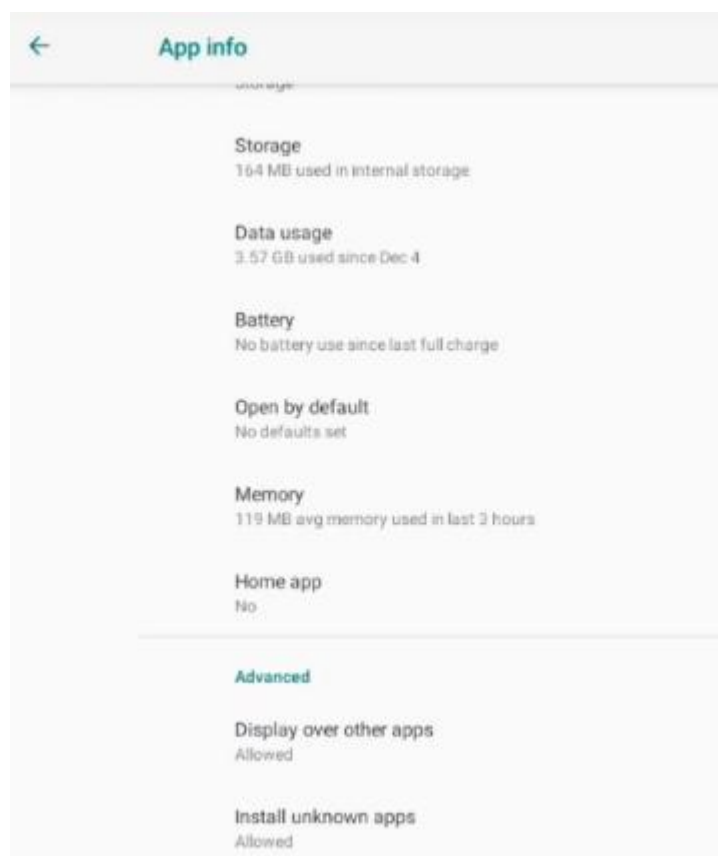 App info
Storage
Storage
164 MB used in internal storage
Data usage
3.57 GB used since Dec 4
Battery
No battery use since last full charge
Open by default
No defaults set
Memory
119 MB avg memory used in last 3 hours
Home app
No
Advanced
Display over other apps
Allowed
Install unknown apps
Allowed